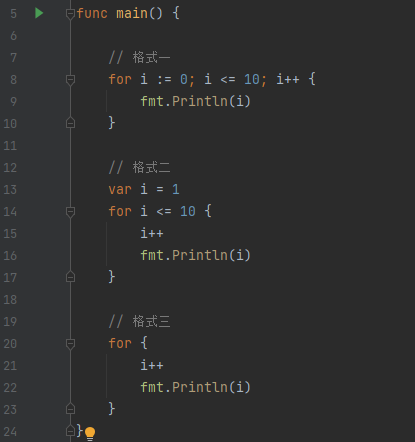 5 func main() {
6
7 // 格式一
8 for i := 0; i <= 10; i++ {
9 fmt.Println(i)
10 }
11
12 // 格式二
13 var i = 1
14 for i <= 10 {
15 i++
16 fmt.Println(i)
17 }
18
19 // 格式三
20 for {
21 i++
22 fmt.Println(i)
23 }
24 }